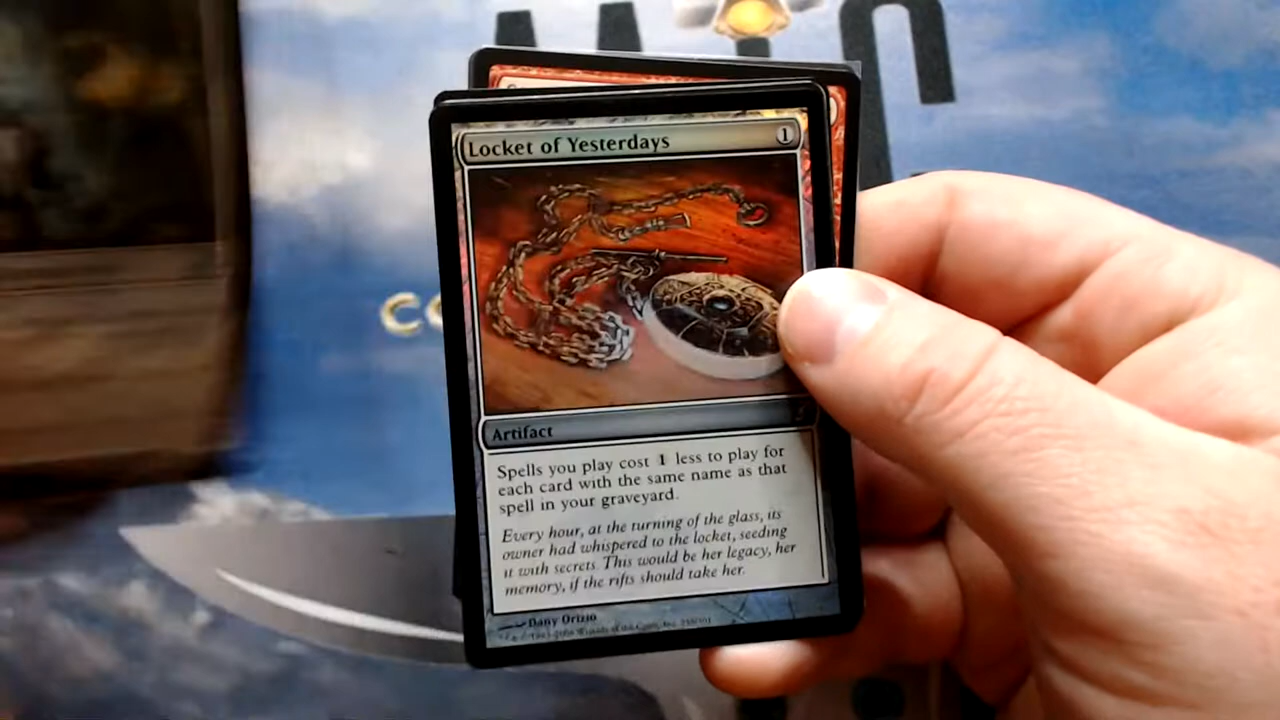 Locket of Yesterdays 1
Artifact
Spells you play cost 1 less to play for
each card with the same name as that
spell in your graveyard.
Every hour, at the turning of the glass, its
owner had whispered to the locket, seeding
it with secrets. This would be her legacy, her
memory, if the rifts should take her.
Dany Orizio